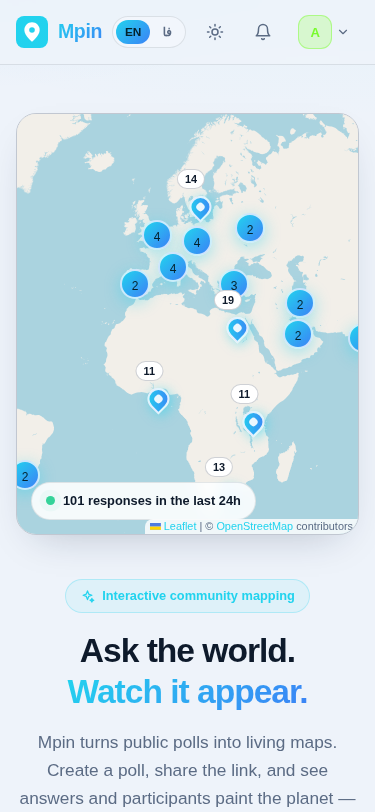 Mpin EN فا A
14
4 4 2
4
2 3 2
19
2
11
11
13
2
101 responses in the last 24h
Leaflet | © OpenStreetMap contributors
Interactive community mapping
Ask the world.
Watch it appear.
Mpin turns public polls into living maps.
Create a poll, share the link, and see
answers and participants paint the planet —